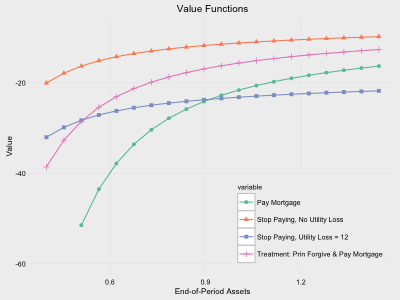 Value Functions
Value
-20
-40
-60
0.6
0.9
1.2
End-of-Period Assets
variable
Pay Mortgage
Stop Paying, No Utility Loss
Stop Paying, Utility Loss = 12
Treatment: Prin Forgive & Pay Mortgage